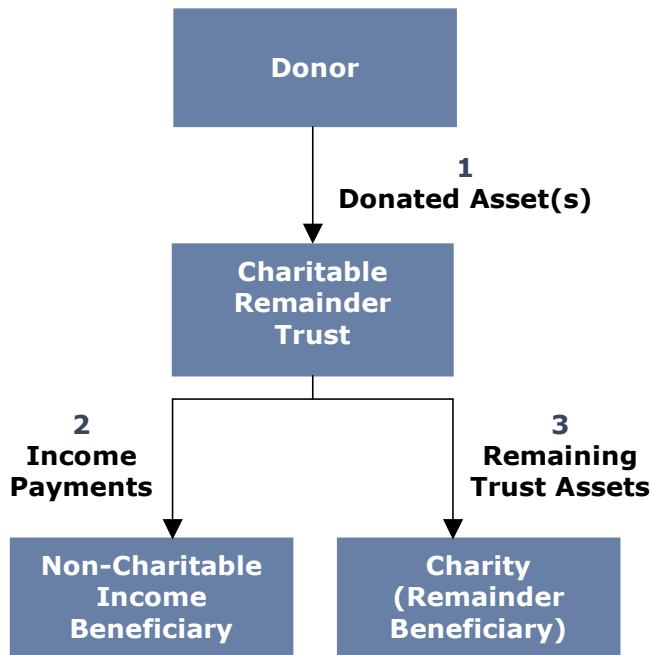 Donor
1
Donated Asset(s)
Charitable
Remainder
Trust
2
Income
Payments
3
Remaining
Trust Assets
Non-Charitable
Income
Beneficiary
Charity
(Remainder
Beneficiary)